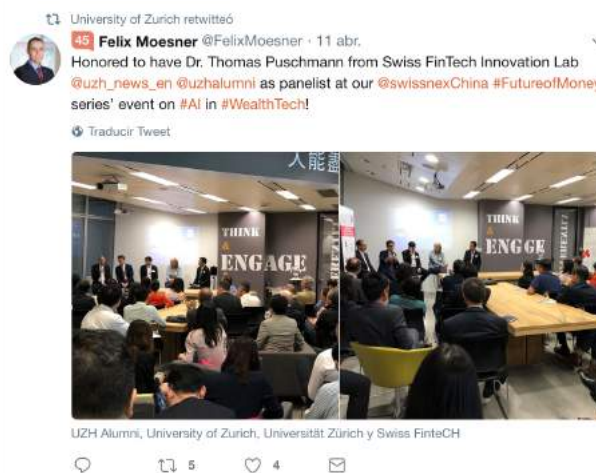 University of Zurich retwitteó
45 Felix Moesner @FelixMoesner · 11 abr.
Honored to have Dr. Thomas Puschmann from Swiss FinTech Innovation Lab
@uzh_news_en @uzhalumni as panelist at our @swissnexChina #FutureofMoney
series' event on #AI in #WealthTech!
Traducir Tweet
THINK
&
ENGAGE
THINK
&
ENGAGE
UZH Alumni, University of Zurich, Universität Zürich y Swiss FinteCH
5
4